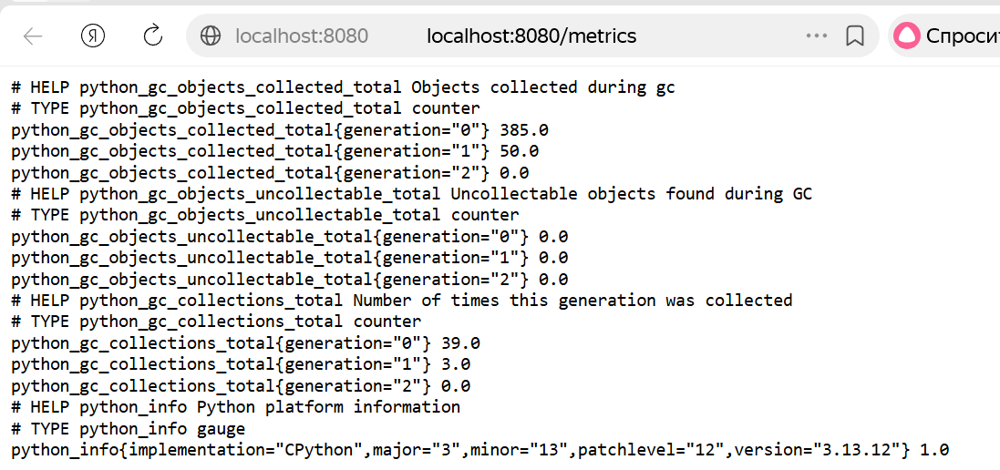 Я localhost:8080 localhost:8080/metrics Спроси
# HELP python_gc_objects_collected_total Objects collected during gc
# TYPE python_gc_objects_collected_total counter
python_gc_objects_collected_total{generation="0"} 385.0
python_gc_objects_collected_total{generation="1"} 50.0
python_gc_objects_collected_total{generation="2"} 0.0
# HELP python_gc_objects_uncollectable_total Uncollectable objects found during GC
# TYPE python_gc_objects_uncollectable_total counter
python_gc_objects_uncollectable_total{generation="0"} 0.0
python_gc_objects_uncollectable_total{generation="1"} 0.0
python_gc_objects_uncollectable_total{generation="2"} 0.0
# HELP python_gc_collections_total Number of times this generation was collected
# TYPE python_gc_collections_total counter
python_gc_collections_total{generation="0"} 39.0
python_gc_collections_total{generation="1"} 3.0
python_gc_collections_total{generation="2"} 0.0
# HELP python_info Python platform information
# TYPE python_info gauge
python_info{implementation="CPython",major="3",minor="13",patchlevel="12",version="3.13.12"} 1.0